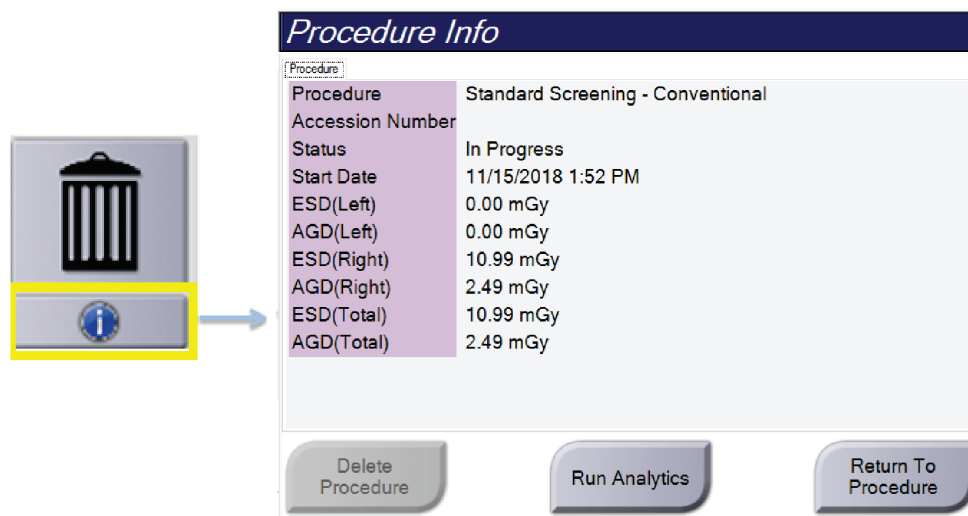 Procedure Info
Procedure
Procedure Standard Screening - Conventional
Accession Number
Status In Progress
Start Date 11/15/2018 1:52 PM
ESD(Left) 0.00 mGy
AGD(Left) 0.00 mGy
ESD(Right) 10.99 mGy
AGD(Right) 2.49 mGy
ESD(Total) 10.99 mGy
AGD(Total) 2.49 mGy
i
Delete
Procedure
Run Analytics
Return To
Procedure